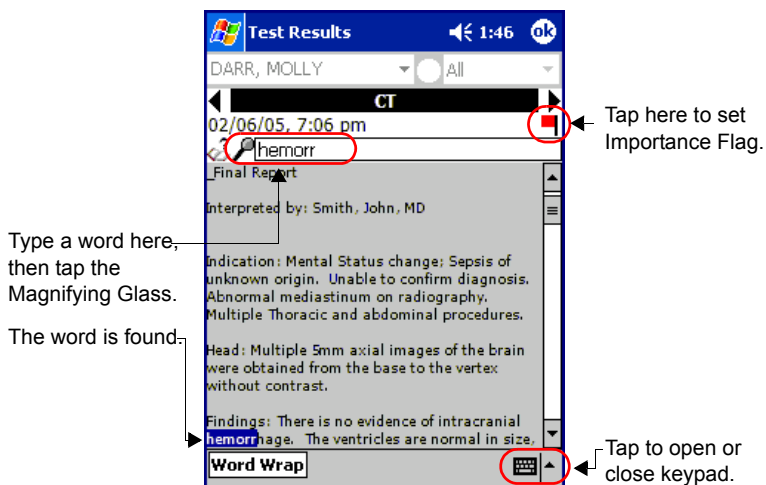 Test Results 1:46 ok
DARR, MOLLY All
CT
02/06/05, 7:06 pm
hemorr
_Final Report
Interpreted by: Smith, John, MD
Indication: Mental Status change; Sepsis of
unknown origin. Unable to confirm diagnosis.
Abnormal mediastinum on radiography.
Multiple Thoracic and abdominal procedures.
Head: Multiple 5mm axial images of the brain
were obtained from the base to the vertex
without contrast.
Findings: There is no evidence of intracranial
hemorrhage. The ventricles are normal in size,
Word Wrap
Type a word here,
then tap the
Magnifying Glass.
The word is found.
Tap here to set
Importance Flag.
Tap to open or
close keypad.